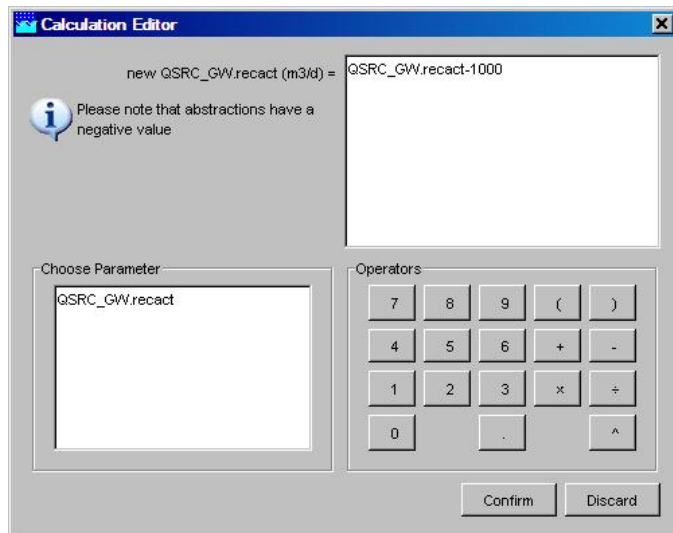 Calculation Editor
new QSRC_GW.recact (m3/d) =
QSRC_GW.recact-1000
Please note that abstractions have a
negative value
Choose Parameter
QSRC_GW.recact
Operators
7 8 9 ( )
4 5 6 + -
1 2 3 × ÷
0 . ^
Confirm Discard